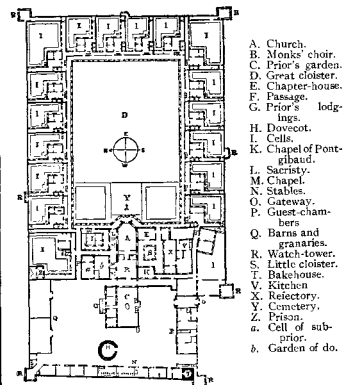 A. Church.
B. Monks' choir.
C. Prior's garden.
D. Great cloister.
E. Chapter-house.
F. Passage.
G. Prior's lodg-
ings.
H. Dovecot.
I. Cells.
K. Chapel of Pont-
gibaud.
L. Sacristy.
M. Chapel.
N. Stables.
O. Gateway.
P. Guest-cham-
bers
Q. Barns and
granaries.
R. Watch-tower.
S. Little cloister.
T. Bakehouse.
V. Kitchen
X. Refectory.
Y. Cemetery.
Z. Prison.
a. Cell of sub-
prior.
b. Garden of do.
D
Y
A
H
N